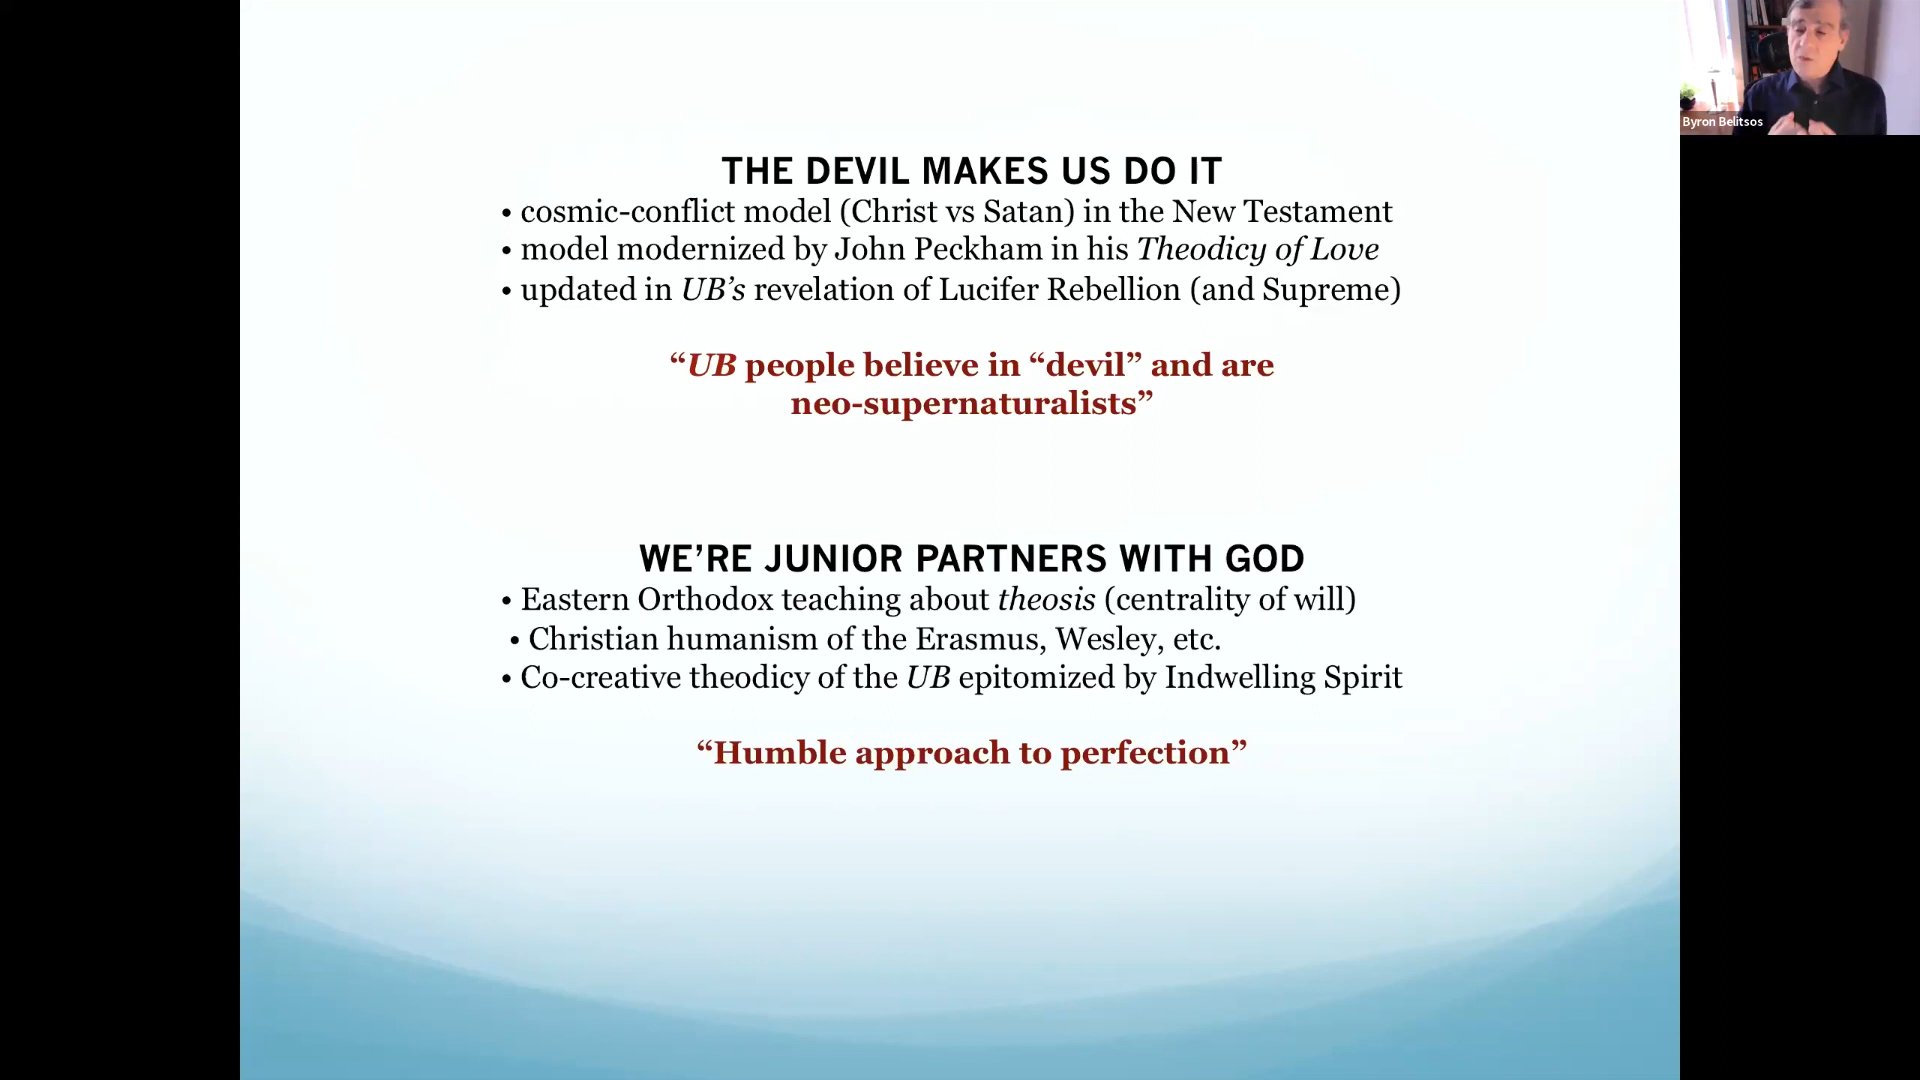 Byron Belitsos
THE DEVIL MAKES US DO IT
• cosmic-conflict model (Christ vs Satan) in the New Testament
• model modernized by John Peckham in his Theodicy of Love
• updated in UB’s revelation of Lucifer Rebellion (and Supreme)
“UB people believe in “devil” and are
neo-supernaturalists”
WE’RE JUNIOR PARTNERS WITH GOD
• Eastern Orthodox teaching about theosis (centrality of will)
• Christian humanism of the Erasmus, Wesley, etc.
• Co-creative theodicy of the UB epitomized by Indwelling Spirit
“Humble approach to perfection”